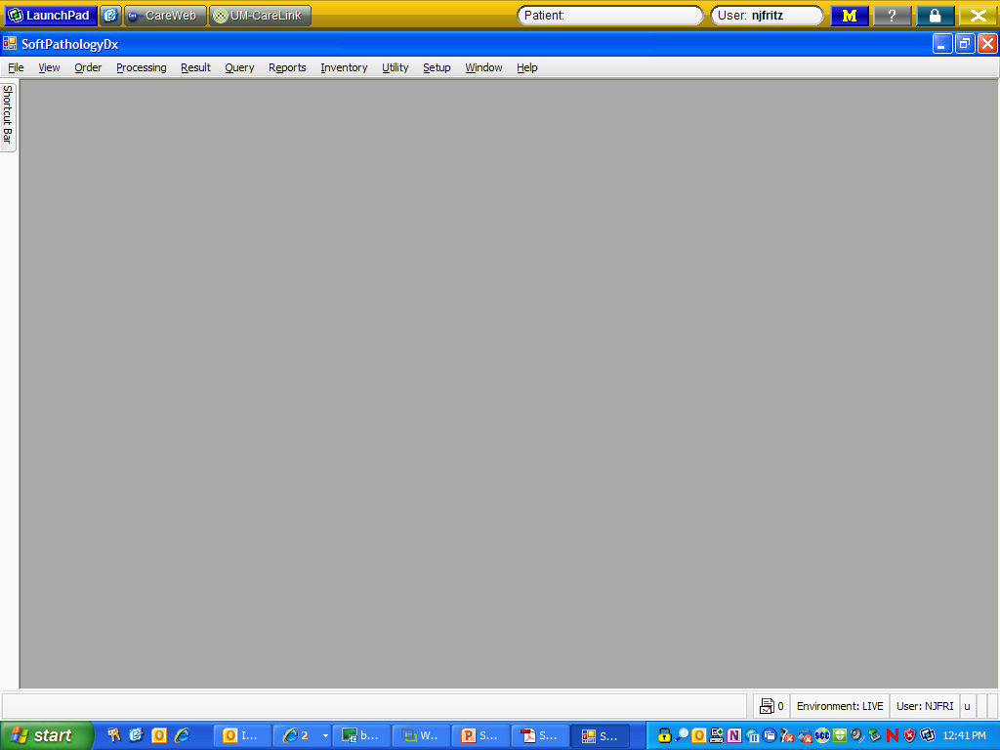 LaunchPad CareWeb UM-CareLink Patient: User: njfritz M ?
SoftPathologyDx
File View Order Processing Result Query Reports Inventory Utility Setup Window Help
Shortcut Bar
0 Environment: LIVE User: NJFRI u
start I... 2 b... W... S... S... S... 12:41 PM